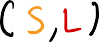 ( S, L )